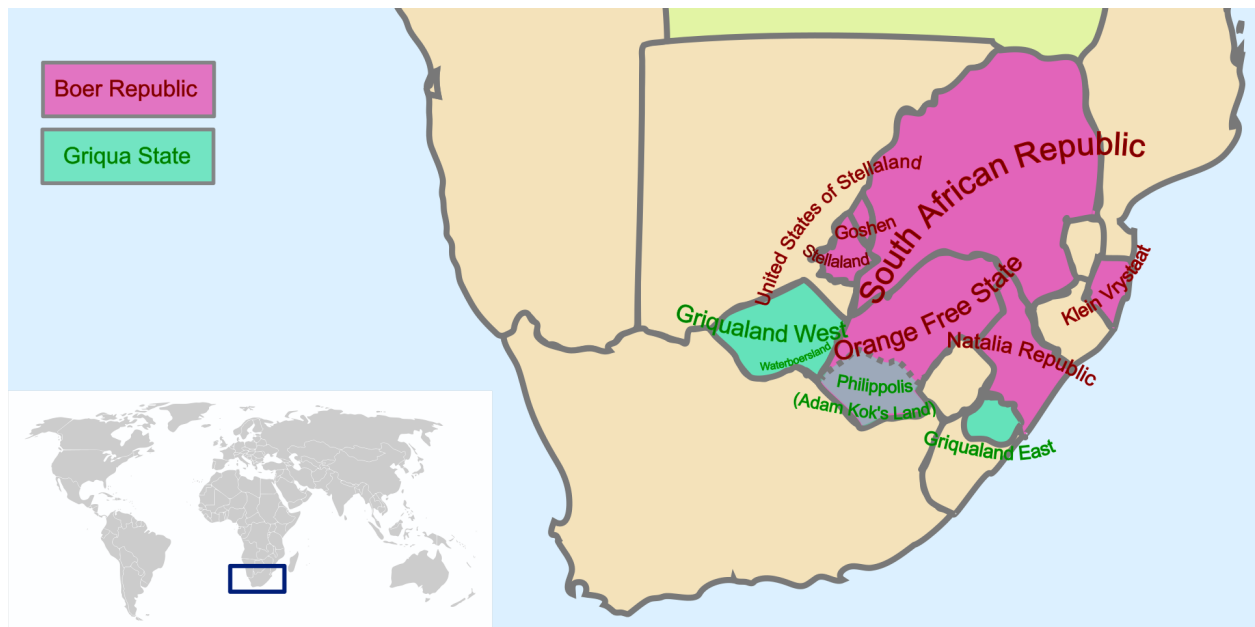 Boer Republic
Griqua State
South African Republic
United States of Stellaland
Goshen
Stellaland
Klein Vrystaat
Orange Free State
Griqualand West
Waterboersland
Natalia Republic
Philippolis
(Adam Kok's Land)
Griqualand East